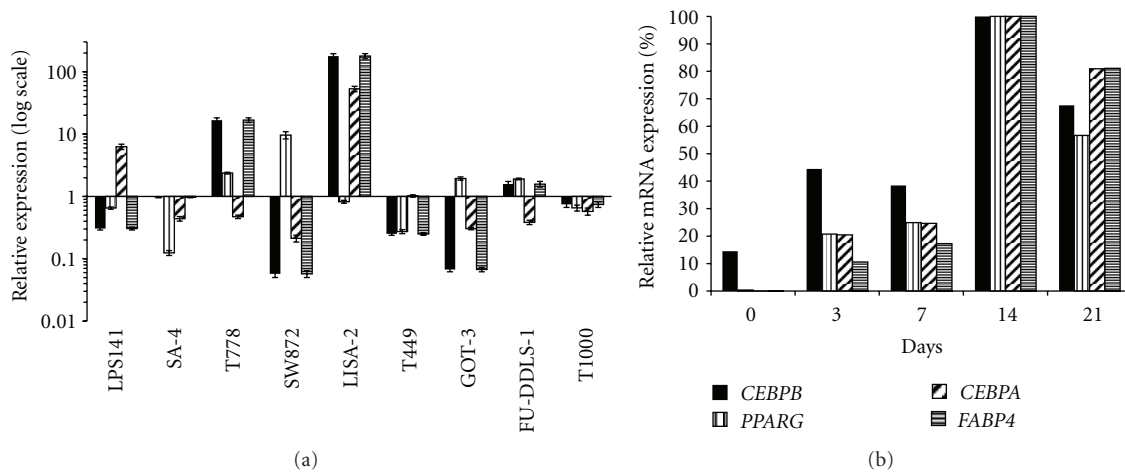 Relative expression (log scale)
100
10
1
0.1
0.01
LPS141
SA-4
T778
SW872
LISA-2
T449
GOT-3
FU-DDLS-1
T1000
(a)
Relative mRNA expression (%)
100
90
80
70
60
50
40
30
20
10
0
0 3 7 14 21
Days
CEBPB CEBPA
PPARG FABP4
(b)